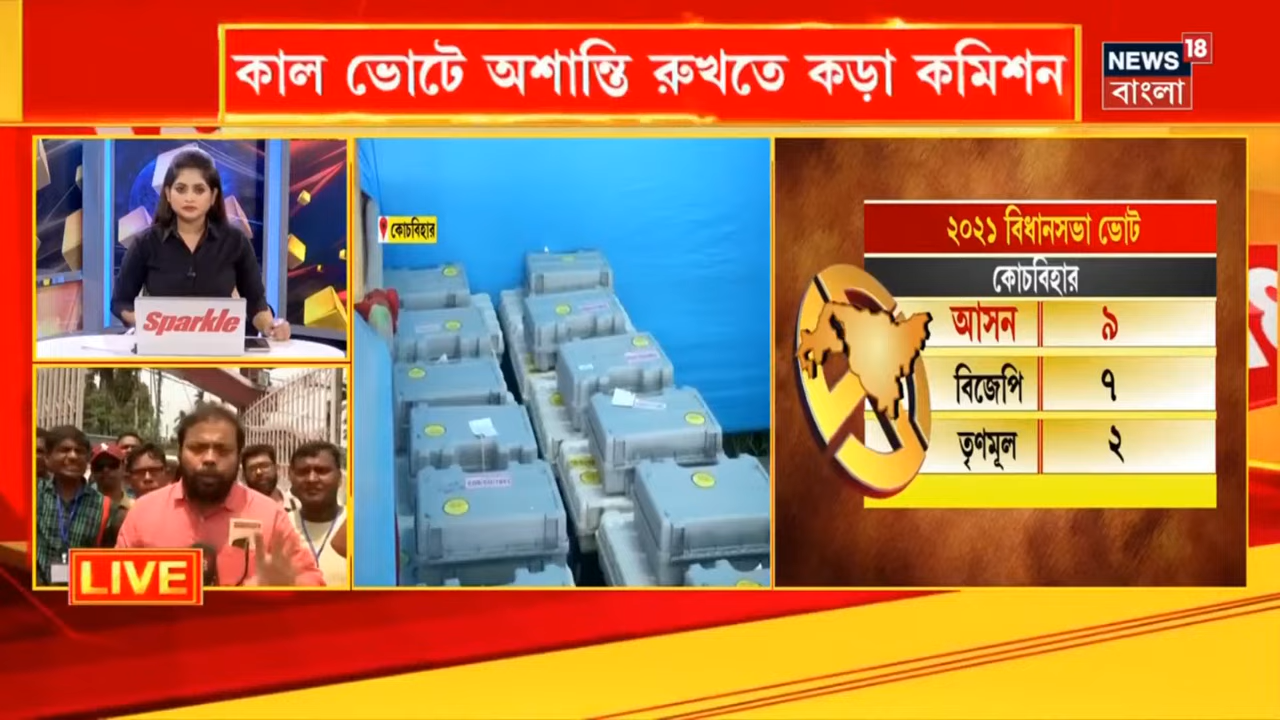 কাল ভোটে অশান্তি রুখতে কড়া কমিশন
NEWS 18
বাংলা
কোচবিহার
Sparkle
LIVE
২০২১ বিধানসভা ভোট
কোচবিহার
আসন ৯
বিজেপি ৭
তৃণমূল ২